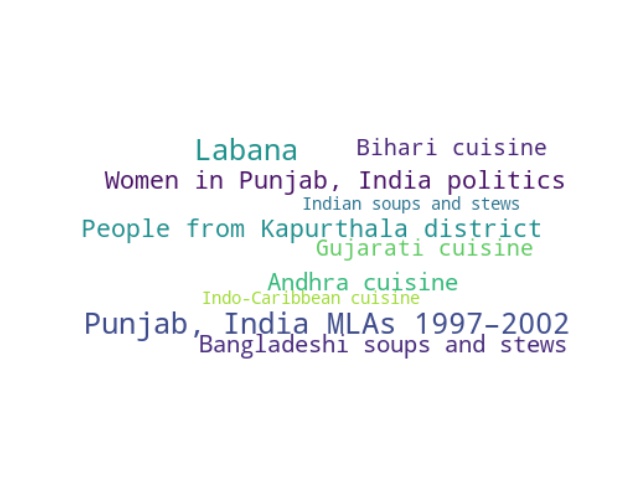 Labana
Bihari cuisine
Women in Punjab, India politics
Indian soups and stews
People from Kapurthala district
Gujarati cuisine
Andhra cuisine
Indo-Caribbean cuisine
Punjab, India MLAs 1997–2002
Bangladeshi soups and stews